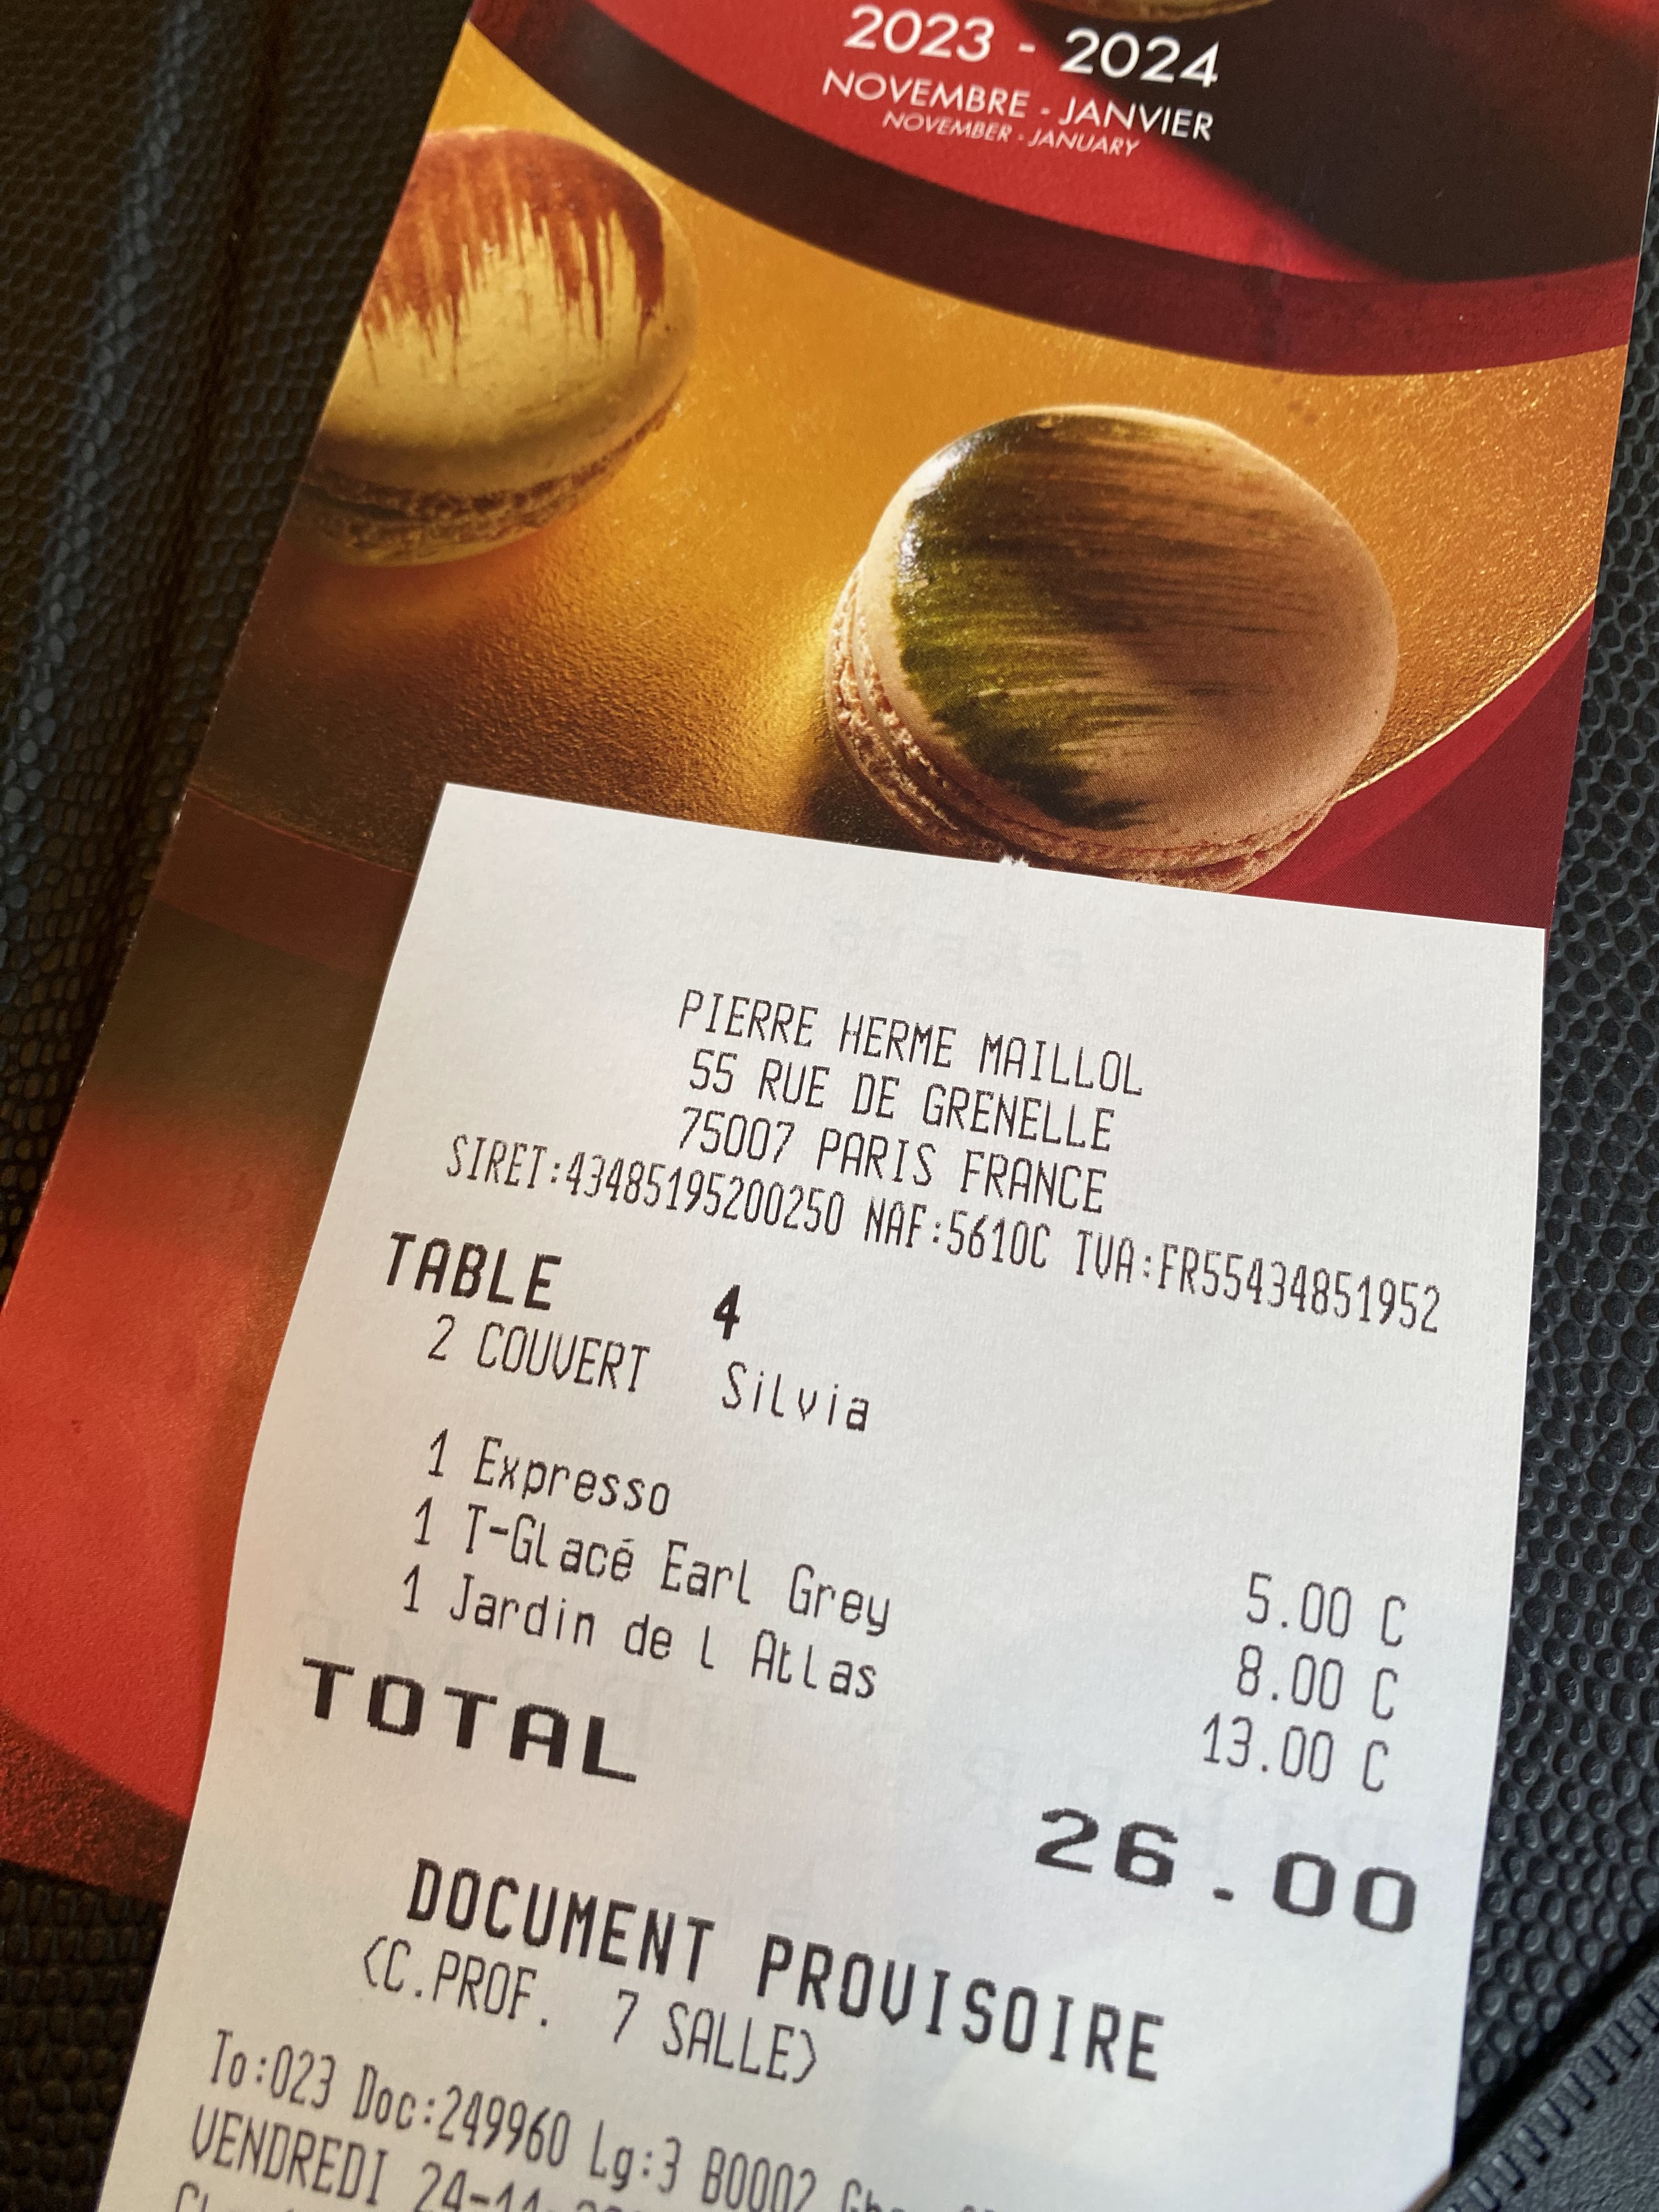 2023 - 2024
NOVEMBRE - JANVIER
NOVEMBER - JANUARY
PIERRE HERME MAILLOL
55 RUE DE GRENELLE
75007 PARIS FRANCE
SIRET:43485195200250 NAF:5610C TVA:FR55434851952
TABLE 4
2 COUVERT Silvia
1 Expresso 5.00 C
1 T-Glacé Earl Grey 8.00 C
1 Jardin de l Atlas 13.00 C
TOTAL 26.00
DOCUMENT PROVISOIRE
(C.PROF. 7 SALLE)
To:023 Doc:249960 Lg:3 B0002
VENDREDI